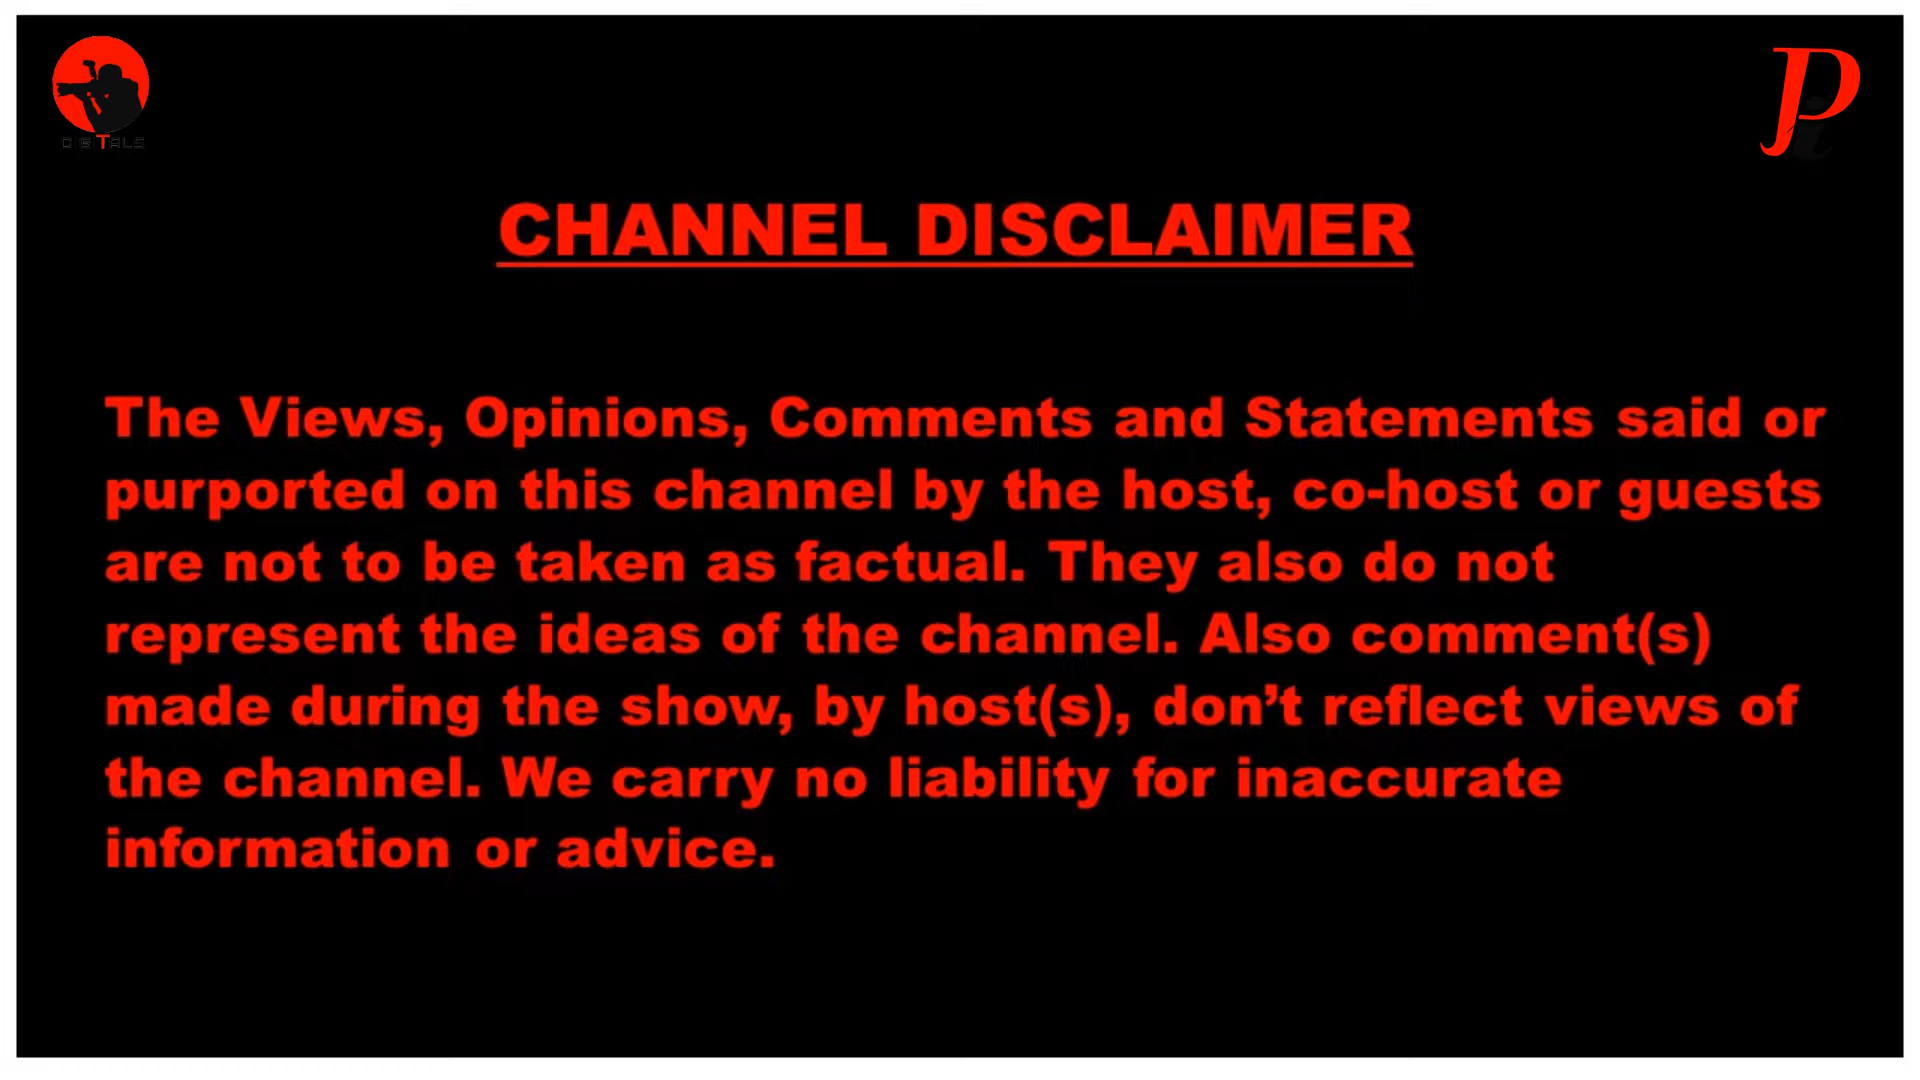 DIGITALS
P
CHANNEL DISCLAIMER
The Views, Opinions, Comments and Statements said or
purported on this channel by the host, co-host or guests
are not to be taken as factual. They also do not
represent the ideas of the channel. Also comment(s)
made during the show, by host(s), don’t reflect views of
the channel. We carry no liability for inaccurate
information or advice.